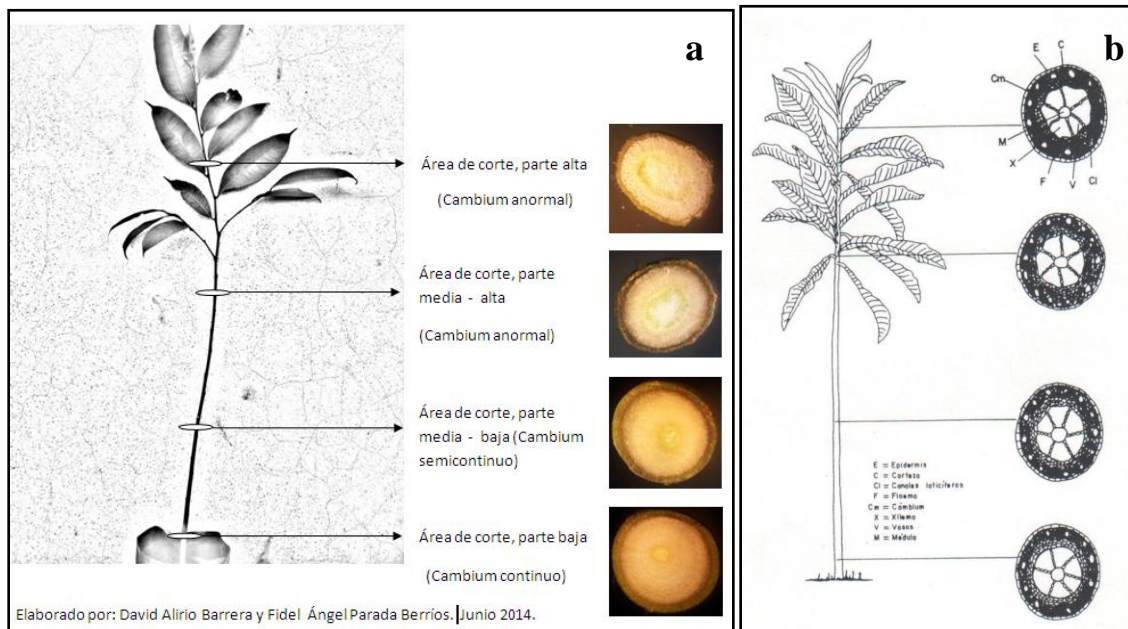 a
Área de corte, parte alta
(Cambium anormal)
Área de corte, parte
media - alta
(Cambium anormal)
Área de corte, parte
media - baja (Cambium
semicontinuo)
Área de corte, parte baja
(Cambium continuo)
Elaborado por: David Alirio Barrera y Fidel Ángel Parada Berríos. Junio 2014.
b
E
C
Cm
M
X
F
V
Cl
E = Epidermis
C = Corteza
Cl = Canales laticíferos
F = Floema
Cm = Cámbium
X = Xilema
V = Vasos
M = Médula